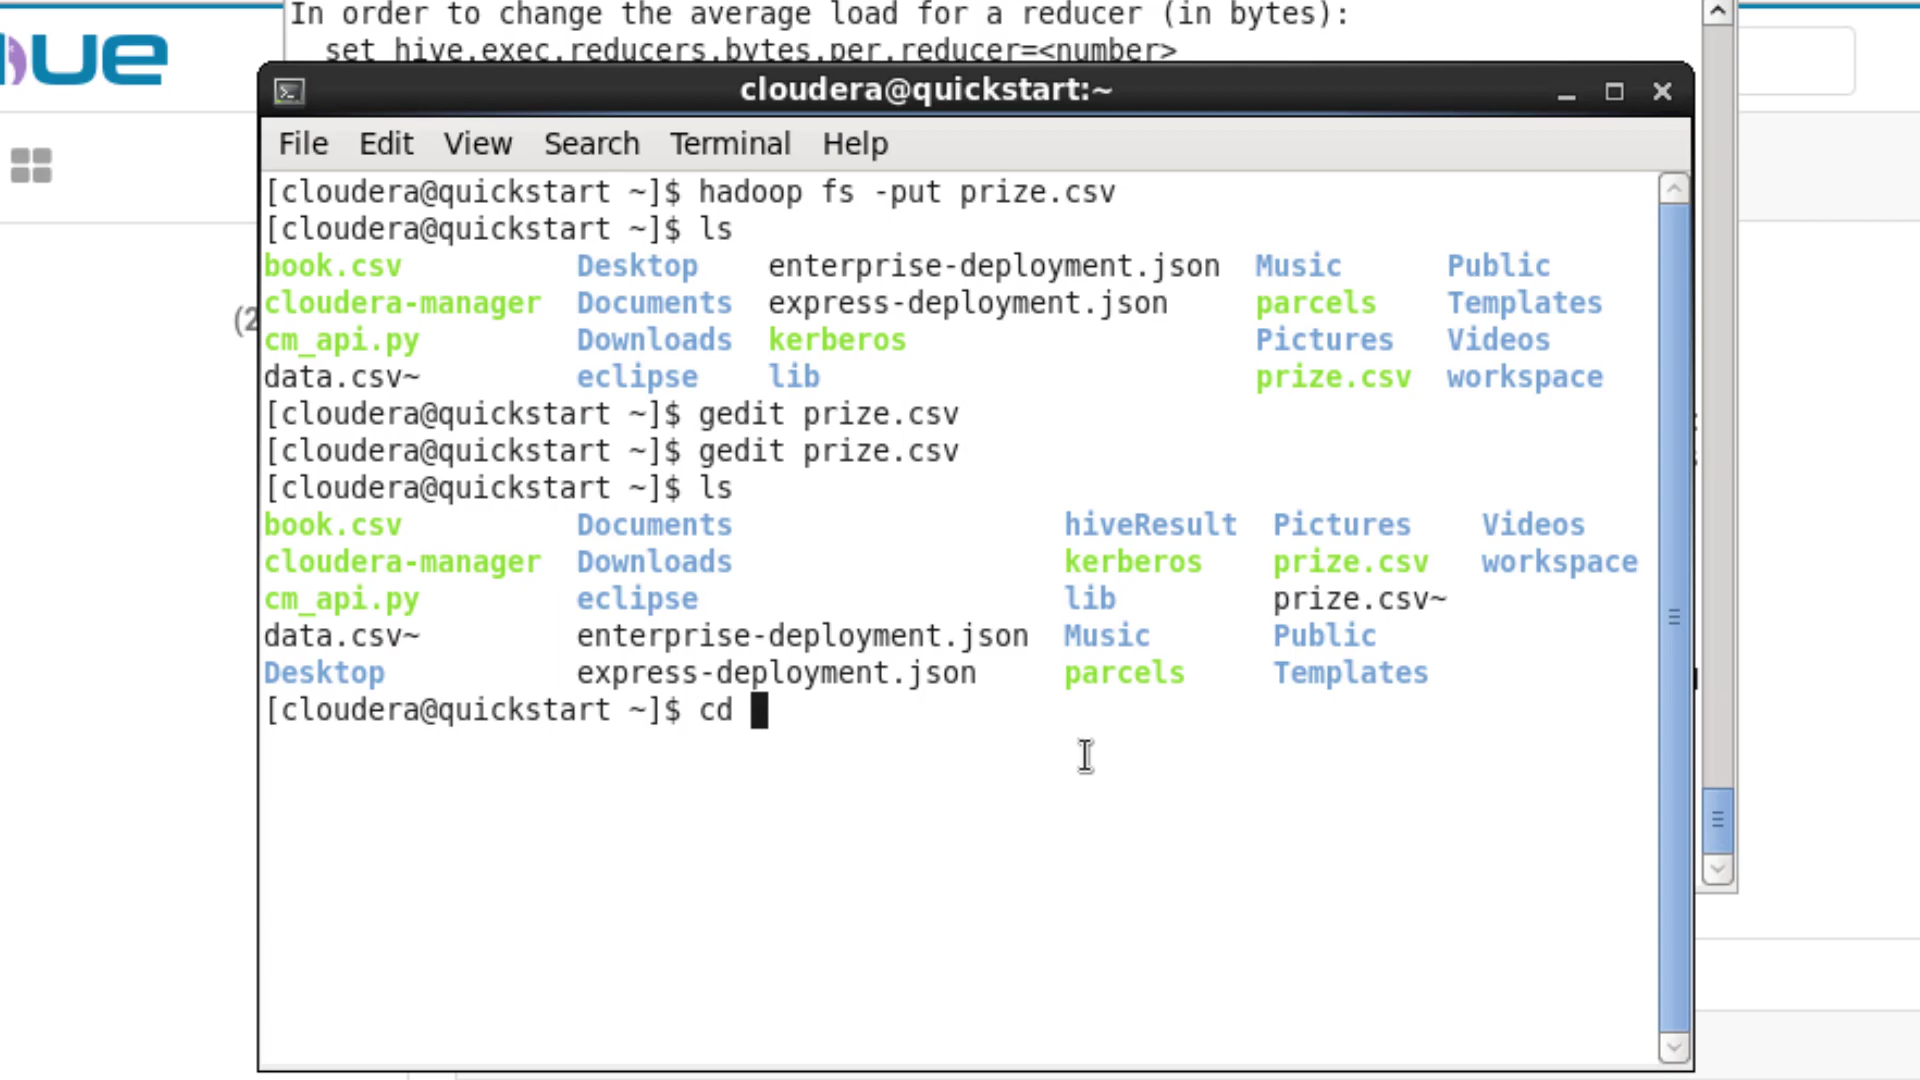 In order to change the average load for a reducer (in bytes):
set hive.exec.reducers.bytes.per.reducer=<number>
ue
cloudera@quickstart:~
File Edit View Search Terminal Help
[cloudera@quickstart ~]$ hadoop fs -put prize.csv
[cloudera@quickstart ~]$ ls
book.csv Desktop enterprise-deployment.json Music Public
cloudera-manager Documents express-deployment.json parcels Templates
(2
cm_api.py Downloads kerberos Pictures Videos
data.csv~ eclipse lib prize.csv workspace
[cloudera@quickstart ~]$ gedit prize.csv
[cloudera@quickstart ~]$ gedit prize.csv
[cloudera@quickstart ~]$ ls
book.csv Documents hiveResult Pictures Videos
cloudera-manager Downloads kerberos prize.csv workspace
cm_api.py eclipse lib prize.csv~
data.csv~ enterprise-deployment.json Music Public
Desktop express-deployment.json parcels Templates
[cloudera@quickstart ~]$ cd